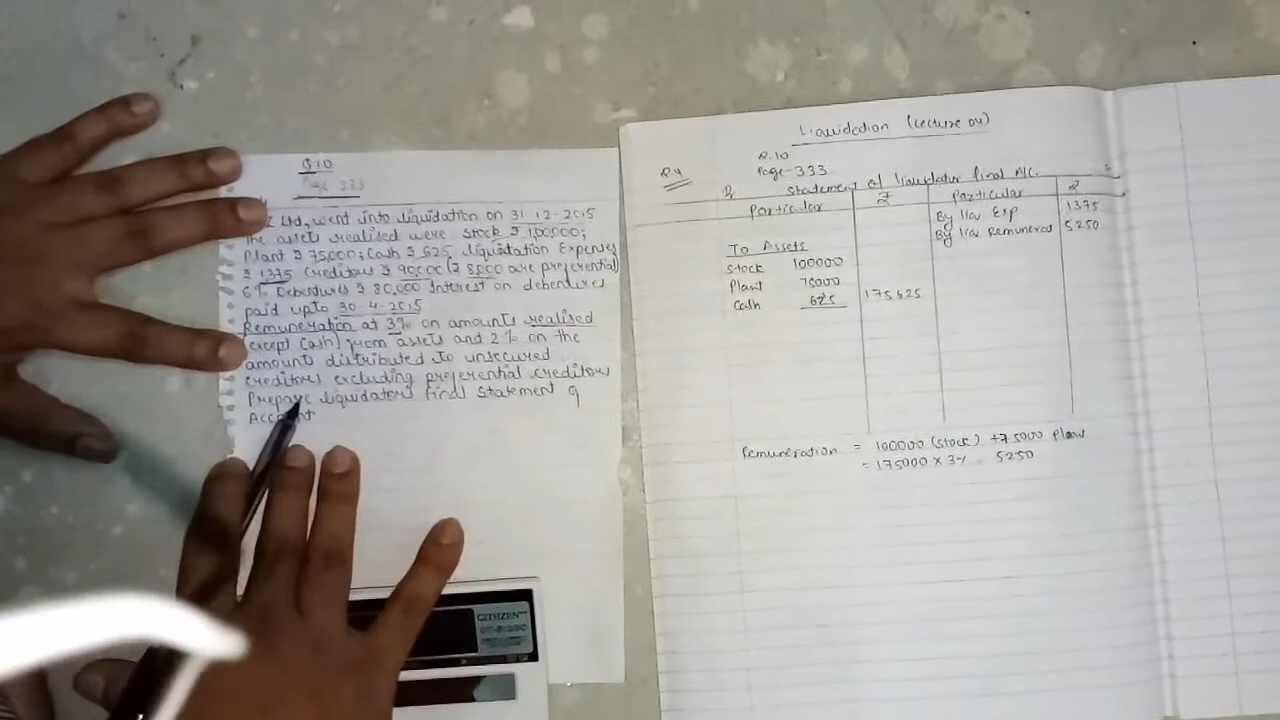 Q.10
Page 333
Ltd, went into liquidation on 31-12-2015
The assets realised were Stock ₹ 1,00,000;
Plant ₹ 75,000; Cash ₹ 625 liquidation Expenses
₹ 1375 Creditors ₹ 90,000 (₹ 8000 are preferential)
6% Debentures ₹ 80,000 Interest on debentures
paid upto 30-4-2015
Remuneration at 3% on amounts realised
(except Cash) from assets and 2% on the
amounts distributed to unsecured
creditors excluding preferential creditors
Prepare liquidators final statement of
Account
GETHZEN
Liquidation (Lecture 04)
Q.4
Q.10
Page-333
Statement of liquidator final A/C.
Particular ₹ Particular ₹
By liq Exp 1375
By liq Remunerat 5250
To Assets
Stock 100000
Plant 75000
Cash 625 175625
Remuneration = 100000 (Stock) + 75000 Plant
= 175000 × 3% 5250